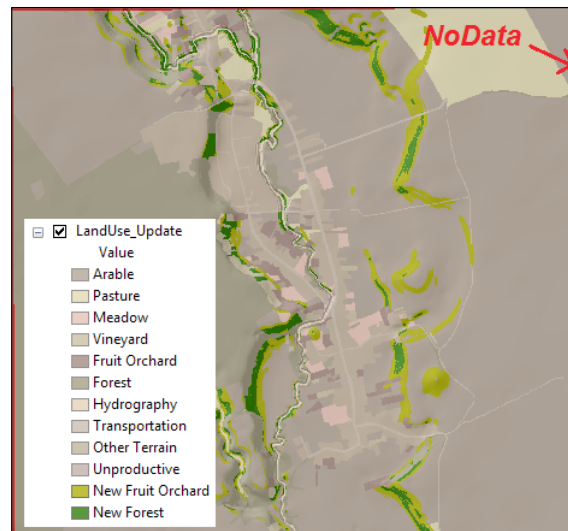 NoData
LandUse_Update
Value
Arable
Pasture
Meadow
Vineyard
Fruit Orchard
Forest
Hydrography
Transportation
Other Terrain
Unproductive
New Fruit Orchard
New Forest